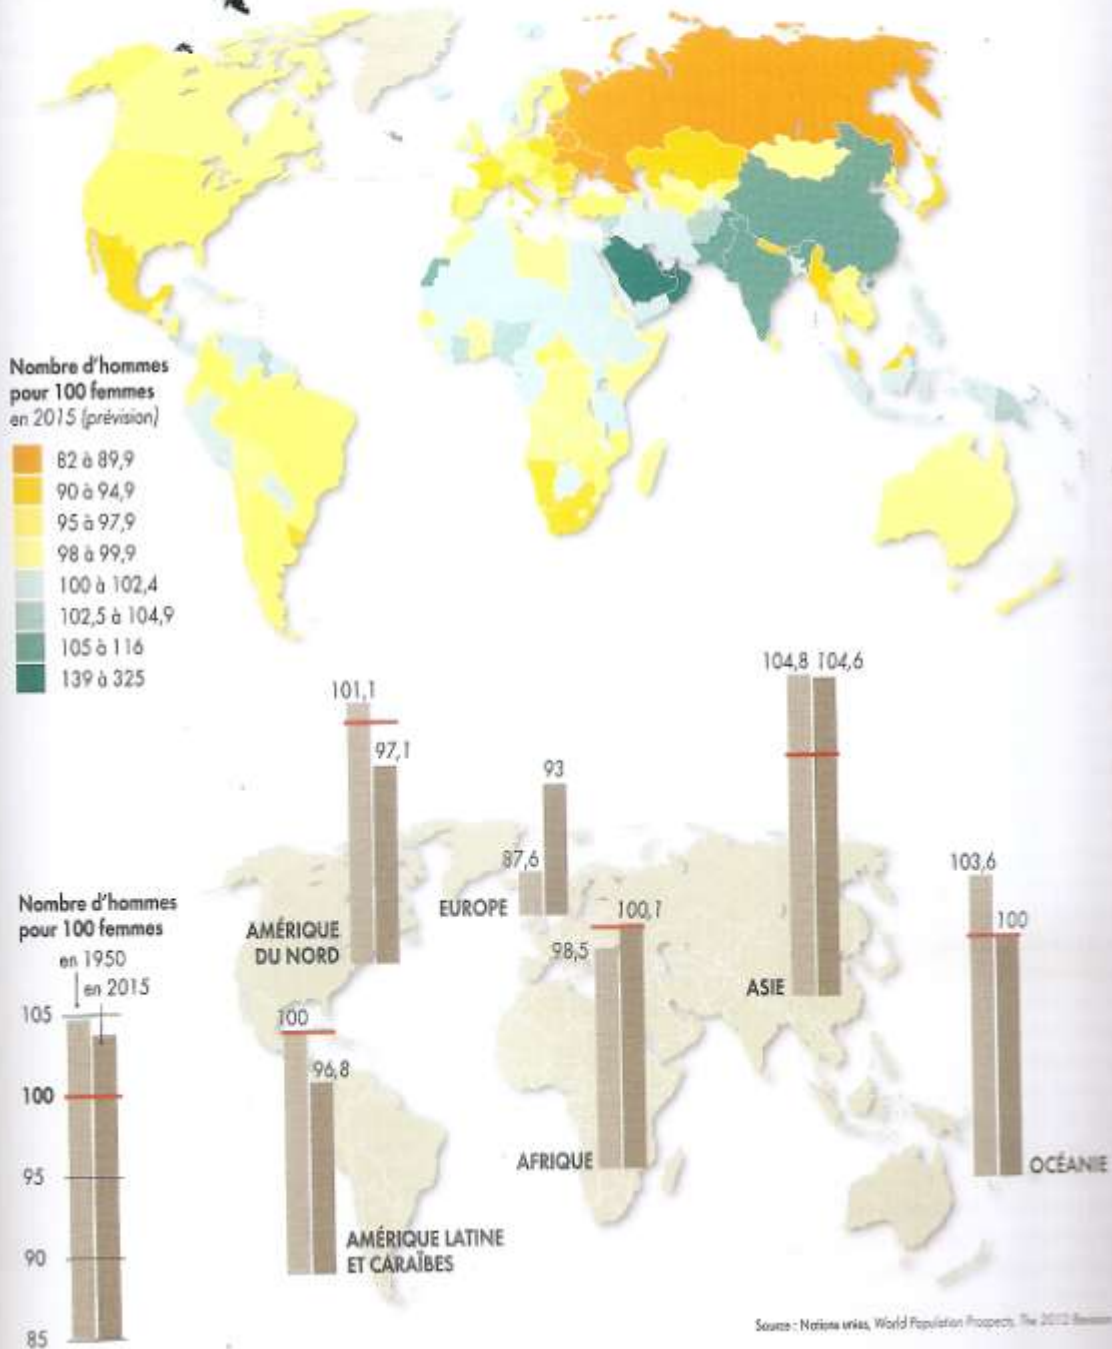 Nombre d'hommes
pour 100 femmes
en 2015 (prévision)
82 à 89,9
90 à 94,9
95 à 97,9
98 à 99,9
100 à 102,4
102,5 à 104,9
105 à 116
139 à 325
104,8 104,6
101,1
97,1
93
87,6
EUROPE
103,6
100
Nombre d'hommes
pour 100 femmes
en 1950
en 2015
105
100
95
90
85
AMÉRIQUE
DU NORD
100,1
98,5
ASIE
100
96,8
AFRIQUE
OCÉANIE
AMÉRIQUE LATINE
ET CARAÏBES
Source : Nations unies, World Population Prospects, The 2012 Revision